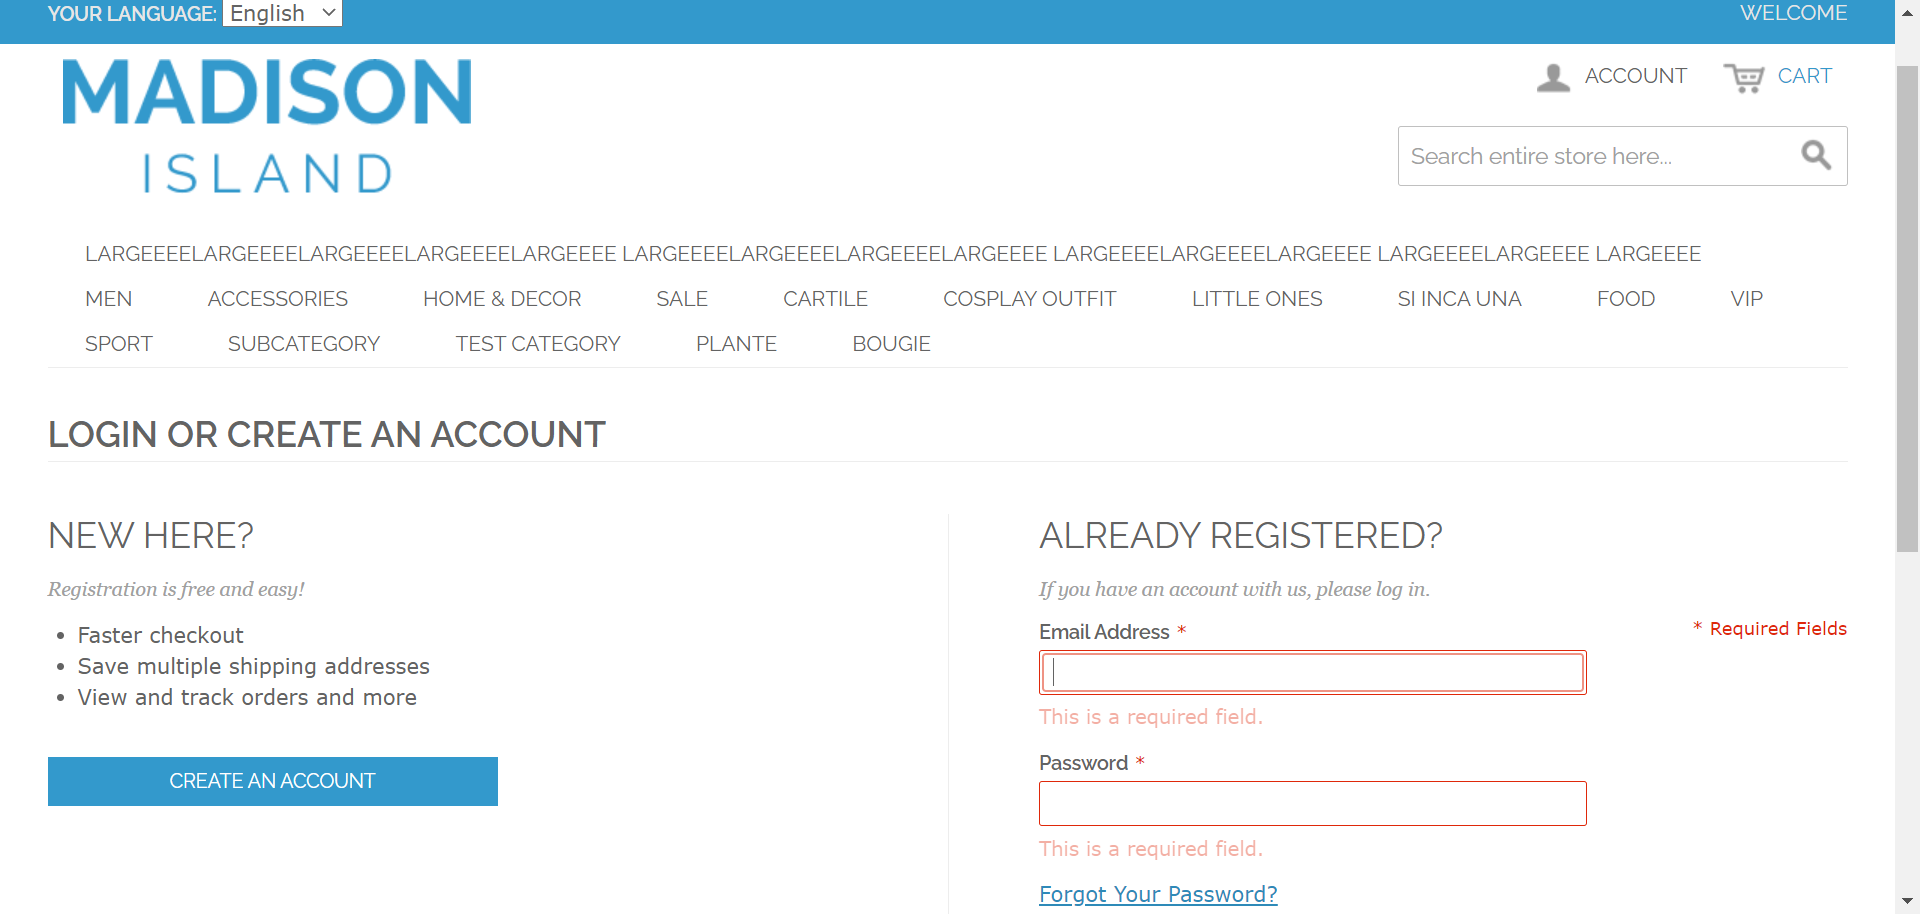 YOUR LANGUAGE: English
WELCOME
MADISON
ISLAND
ACCOUNT
CART
Search entire store here...
LARGEEEELARGEEEELARGEEEELARGEEEELARGEEEE LARGEEEELARGEEEELARGEEEELARGEEEE LARGEEEELARGEEEELARGEEEE LARGEEEELARGEEEE LARGEEEE
MEN ACCESSORIES HOME & DECOR SALE CARTILE COSPLAY OUTFIT LITTLE ONES SI INCA UNA FOOD VIP
SPORT SUBCATEGORY TEST CATEGORY PLANTE BOUGIE
LOGIN OR CREATE AN ACCOUNT
NEW HERE?
Registration is free and easy!
Faster checkout
Save multiple shipping addresses
View and track orders and more
CREATE AN ACCOUNT
ALREADY REGISTERED?
If you have an account with us, please log in.
* Required Fields
Email Address *
This is a required field.
Password *
This is a required field.
Forgot Your Password?